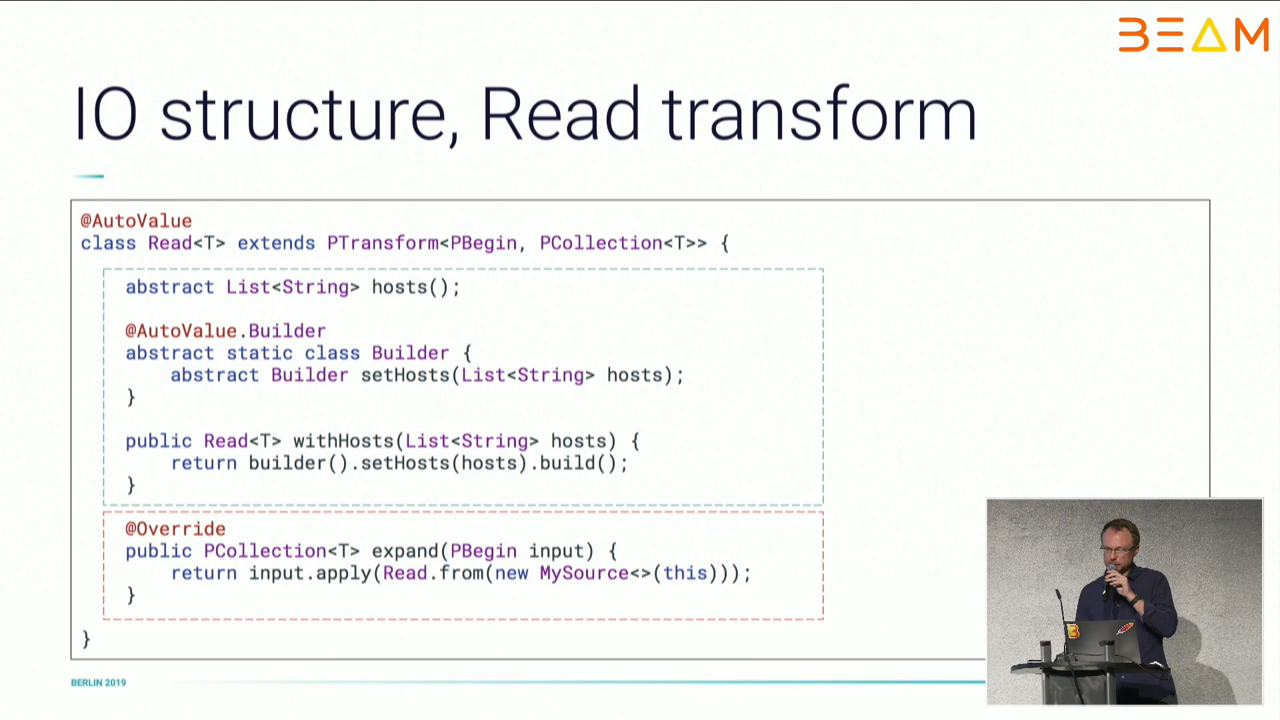 BEAM
IO structure, Read transform
@AutoValue
class Read<T> extends PTransform<PBegin, PCollection<T>> {
abstract List<String> hosts();
@AutoValue.Builder
abstract static class Builder {
abstract Builder setHosts(List<String> hosts);
}
public Read<T> withHosts(List<String> hosts) {
return builder().setHosts(hosts).build();
}
@Override
public PCollection<T> expand(PBegin input) {
return input.apply(Read.from(new MySource<>(this)));
}
}
BERLIN 2019